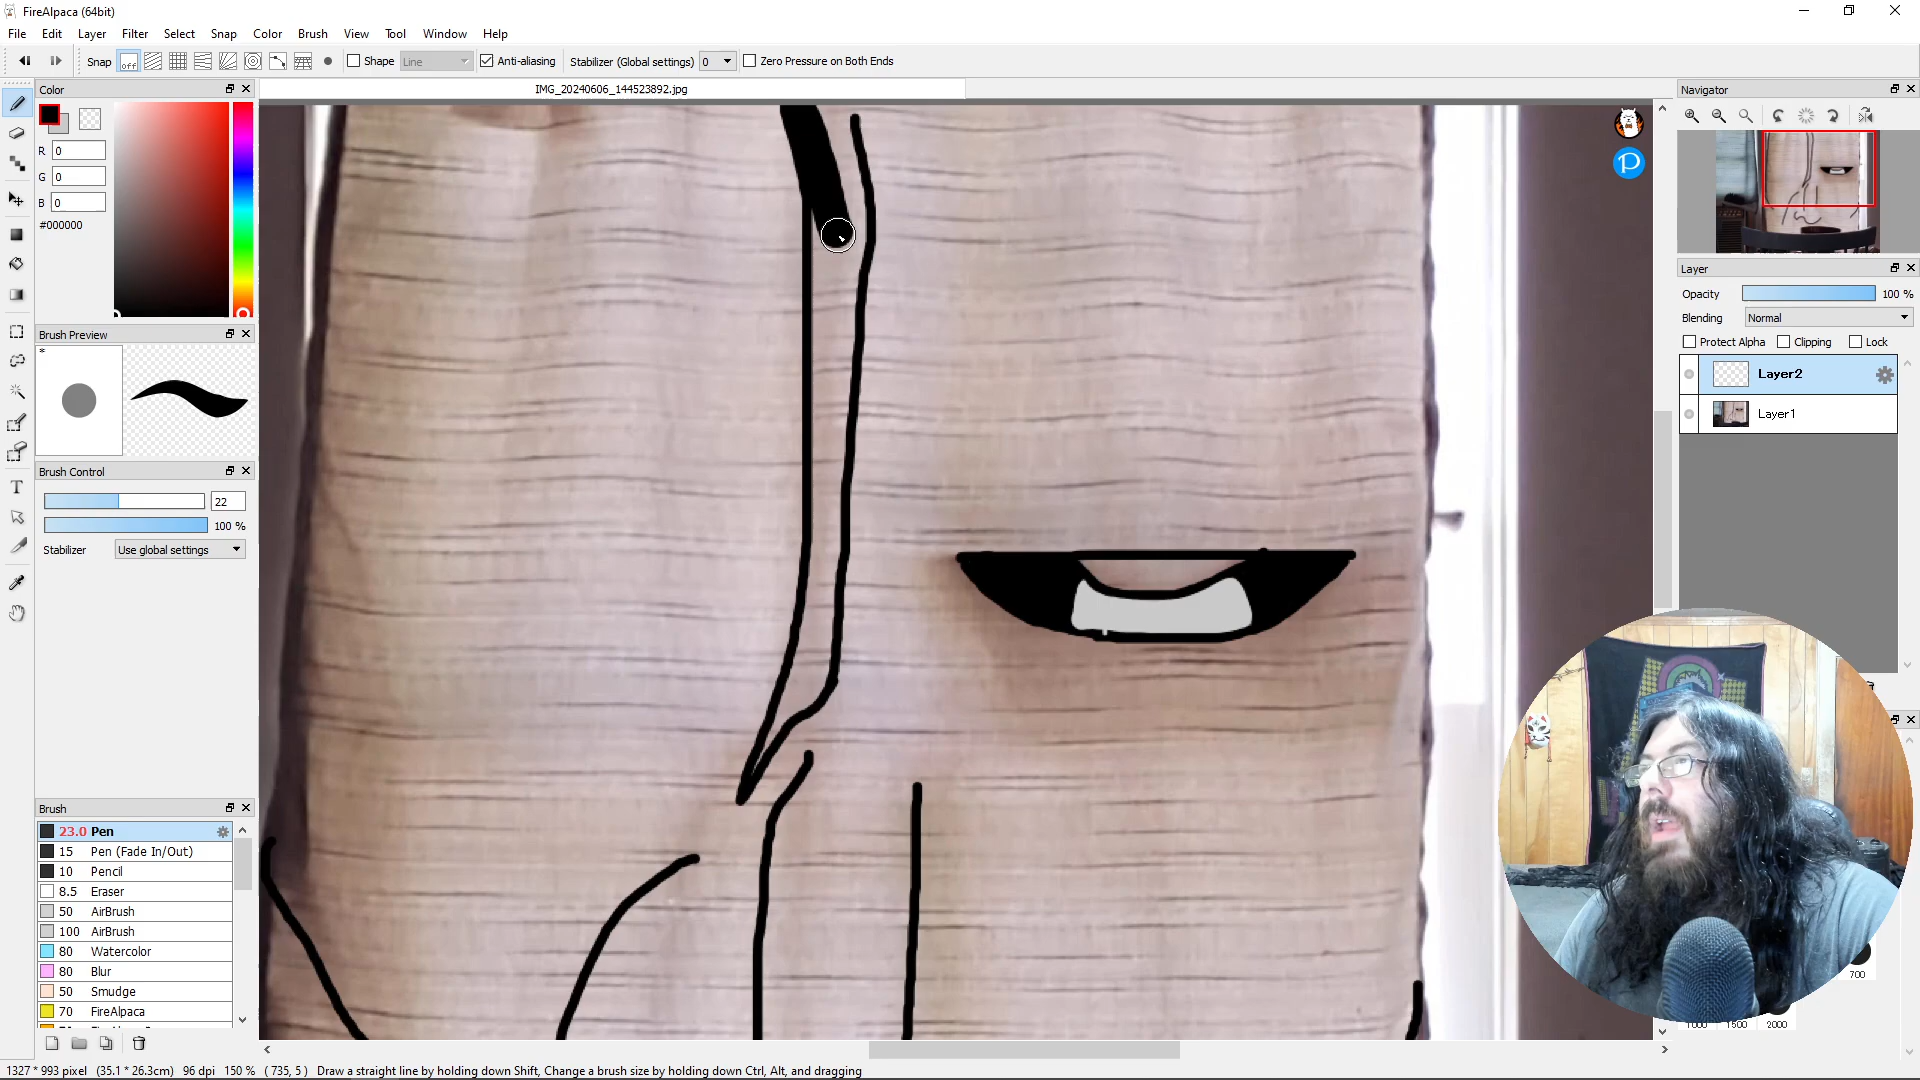 FireAlpaca (64bit)
File Edit Layer Filter Select Snap Color Brush View Tool Window Help
Snap off Shape Line Anti-aliasing Stabilizer (Global settings) 0 Zero Pressure on Both Ends
Color
IMG_20240606_144523892.jpg
Navigator
R 0
G 0
B 0
#000000
Brush Preview
*
Brush Control
22
100 %
Stabilizer Use global settings
Brush
23.0 Pen
15 Pen (Fade In/Out)
10 Pencil
8.5 Eraser
50 AirBrush
100 AirBrush
80 Watercolor
80 Blur
50 Smudge
70 FireAlpaca
T
P
Layer
Opacity 100 %
Blending Normal
Protect Alpha Clipping Lock
Layer2
Layer1
700
1000 1500 2000
1327 * 993 pixel (35.1 * 26.3cm) 96 dpi 150 % ( 735, 5 ) Draw a straight line by holding down Shift, Change a brush size by holding down Ctrl, Alt, and dragging